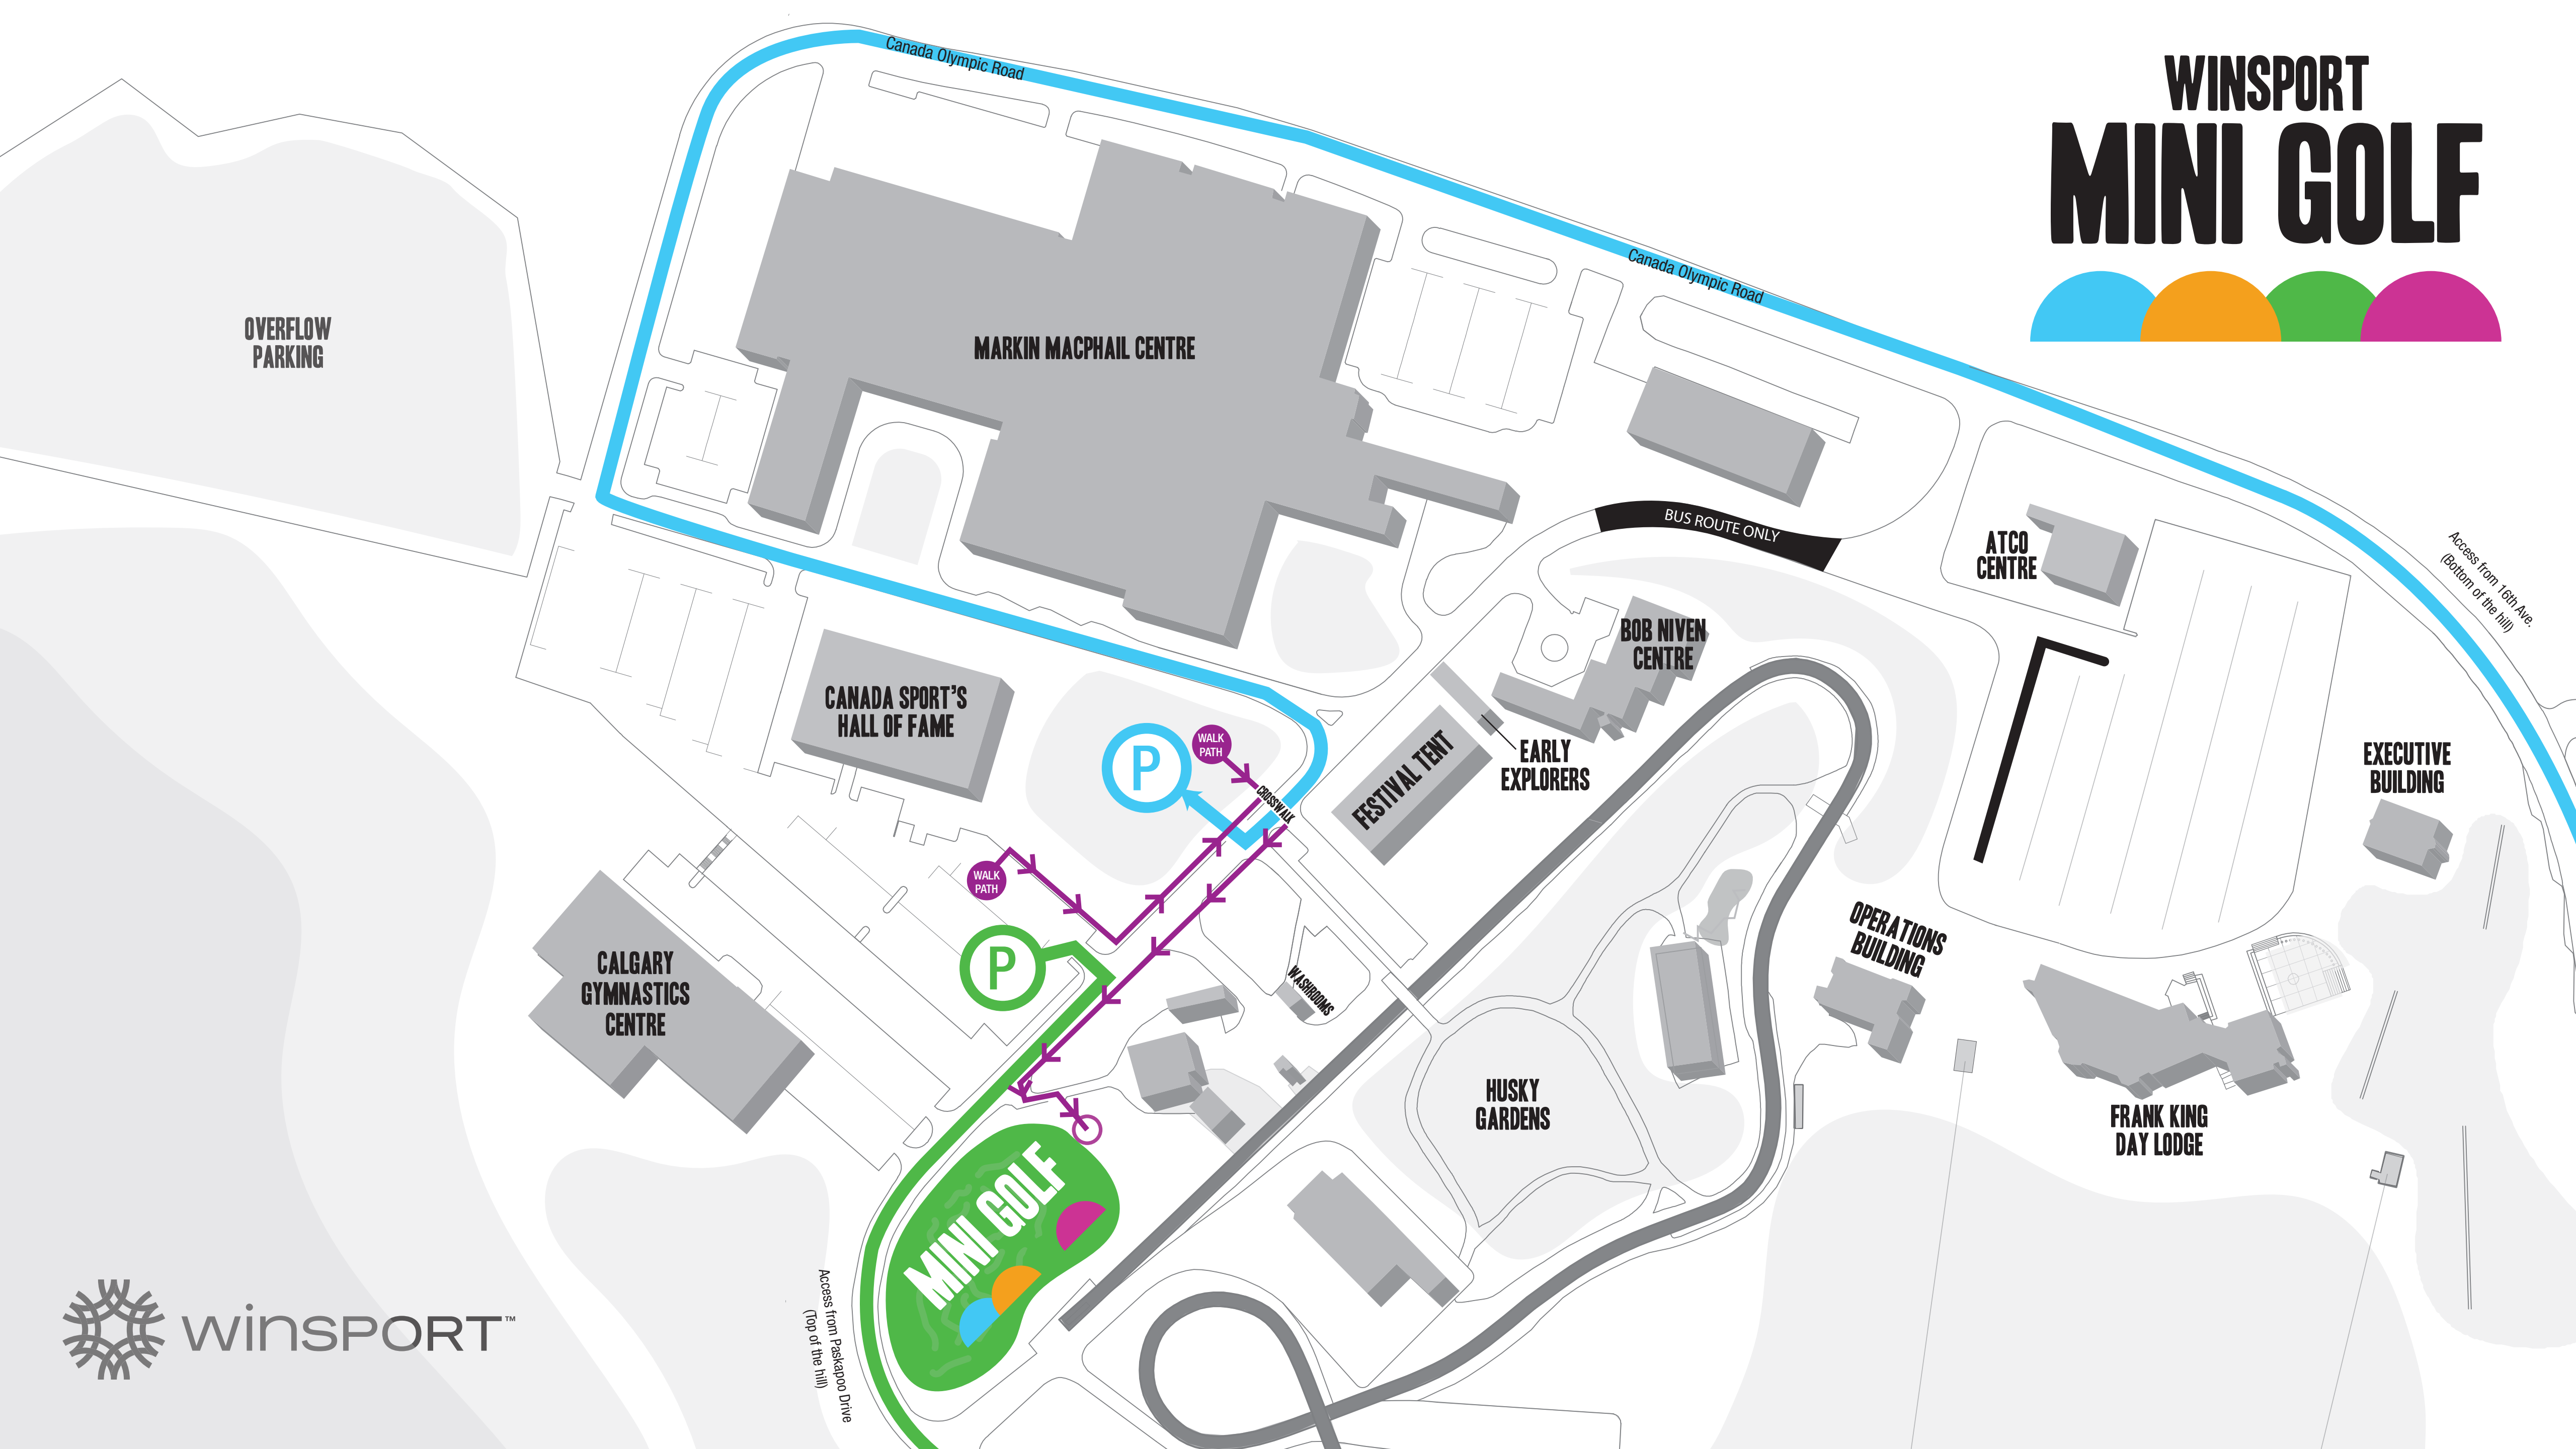 Canada Olympic Road
WINSPORT
MINI GOLF
Canada Olympic Road
OVERFLOW
PARKING
MARKIN MACPHAIL CENTRE
BUS ROUTE ONLY
ATCO
CENTRE
Access from 16th Ave.
(Bottom of the hill)
BOB NIVEN
CENTRE
CANADA SPORT'S
HALL OF FAME
P
WALK
PATH
CROSSWALK
FESTIVAL TENT
EARLY
EXPLORERS
EXECUTIVE
BUILDING
WALK
PATH
P
CALGARY
GYMNASTICS
CENTRE
WASHROOMS
OPERATIONS
BUILDING
HUSKY
GARDENS
FRANK KING
DAY LODGE
MINI GOLF
Access from Paskapoo Drive
(Top of the hill)
WINSPORT™